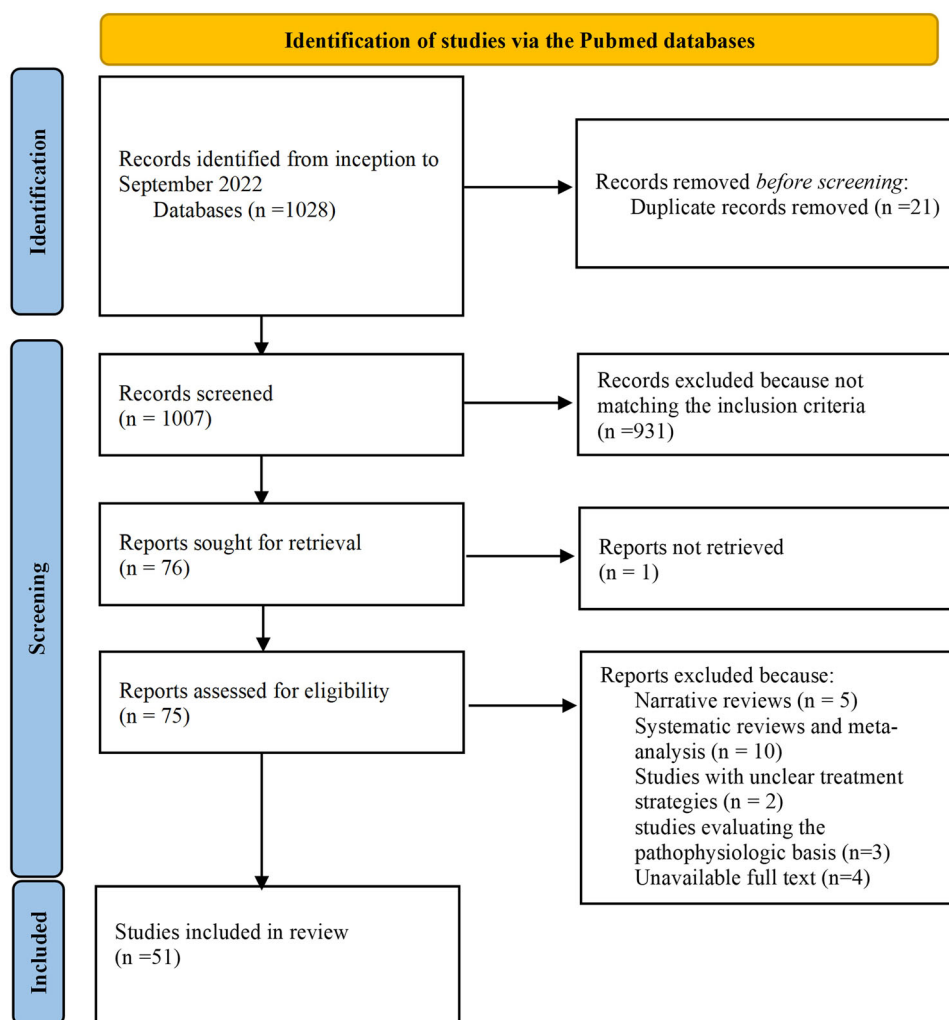 Identification of studies via the Pubmed databases
Identification
Records identified from inception to
September 2022
Databases (n =1028)
Records removed before screening:
Duplicate records removed (n =21)
Screening
Records screened
(n = 1007)
Records excluded because not
matching the inclusion criteria
(n =931)
Reports sought for retrieval
(n = 76)
Reports not retrieved
(n = 1)
Reports assessed for eligibility
(n = 75)
Reports excluded because:
Narrative reviews (n = 5)
Systematic reviews and meta-
analysis (n = 10)
Studies with unclear treatment
strategies (n = 2)
studies evaluating the
pathophysiologic basis (n=3)
Unavailable full text (n=4)
Included
Studies included in review
(n =51)